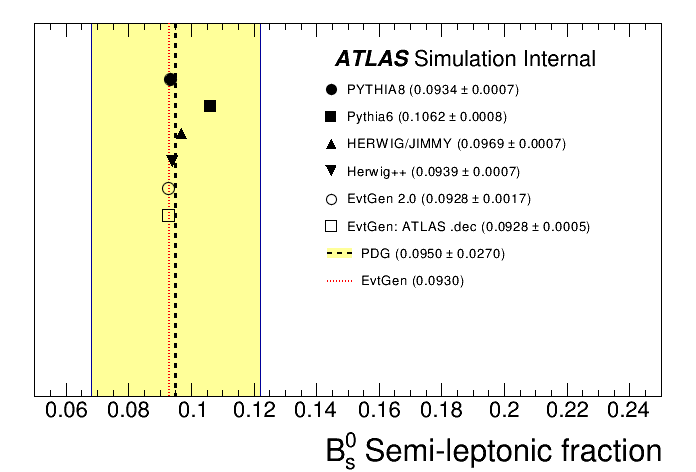 ATLAS Simulation Internal
PYTHIA8 (0.0934 ± 0.0007)
Pythia6 (0.1062 ± 0.0008)
HERWIG/JIMMY (0.0969 ± 0.0007)
Herwig++ (0.0939 ± 0.0007)
EvtGen 2.0 (0.0928 ± 0.0017)
EvtGen: ATLAS .dec (0.0928 ± 0.0005)
PDG (0.0950 ± 0.0270)
EvtGen (0.0930)
0.06 0.08 0.1 0.12 0.14 0.16 0.18 0.2 0.22 0.24
B⁰ₛ Semi-leptonic fraction